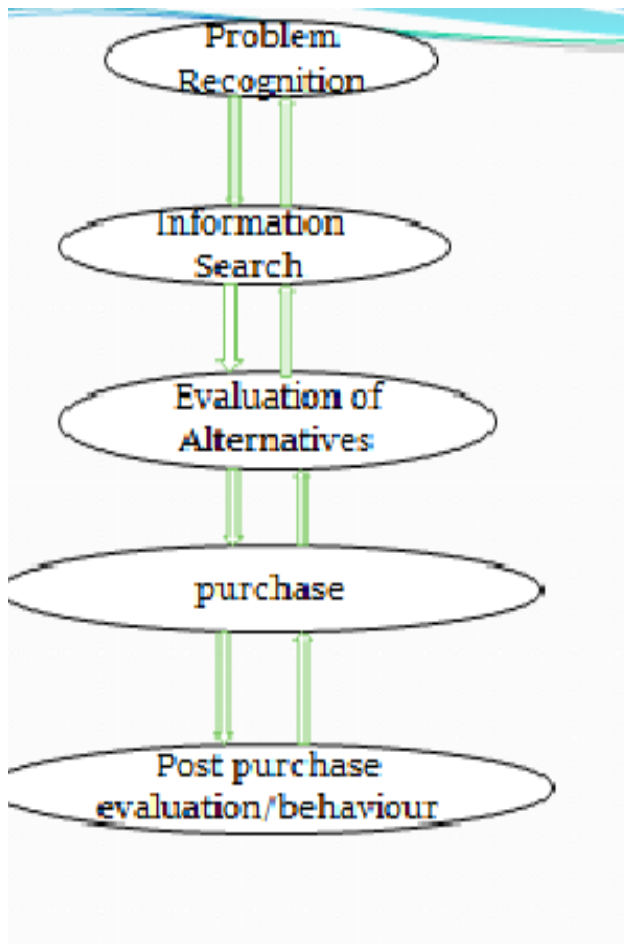 Problem
Recognition
Information
Search
Evaluation of
Alternatives
purchase
Post purchase
evaluation/behaviour